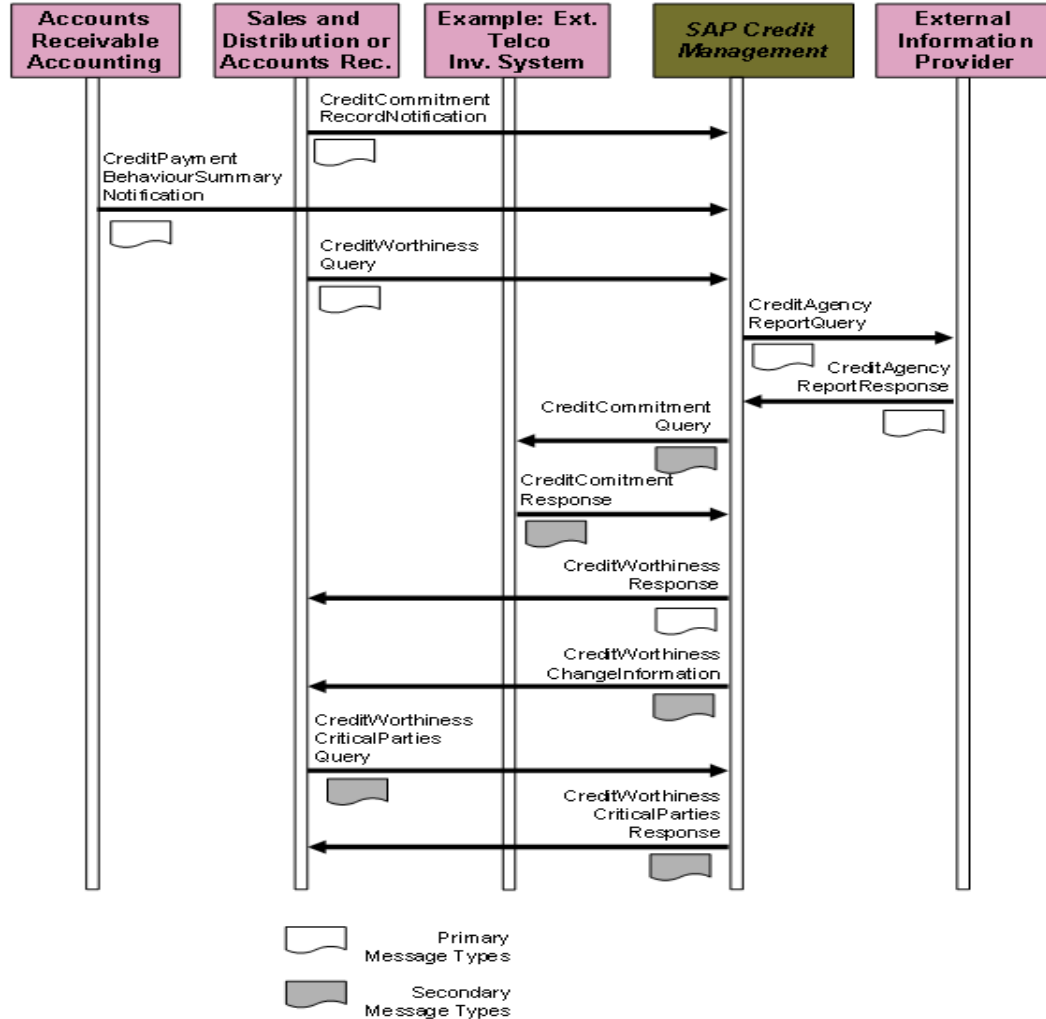 Accounts
Receivable
Accounting
Sales and
Distribution or
Accounts Rec.
Example: Ext.
Telco
Inv. System
SAP Credit
Management
External
Information
Provider
CreditCommitment
RecordNotification
CreditPayment
BehaviourSummary
Notification
CreditWorthiness
Query
CreditAgency
ReportQuery
CreditAgency
ReportResponse
CreditCommitment
Query
CreditComitment
Response
CreditWorthiness
Response
CreditWorthiness
ChangeInformation
CreditWorthiness
CriticalParties
Query
CreditWorthiness
CriticalParties
Response
Primary
Message Types
Secondary
Message Types